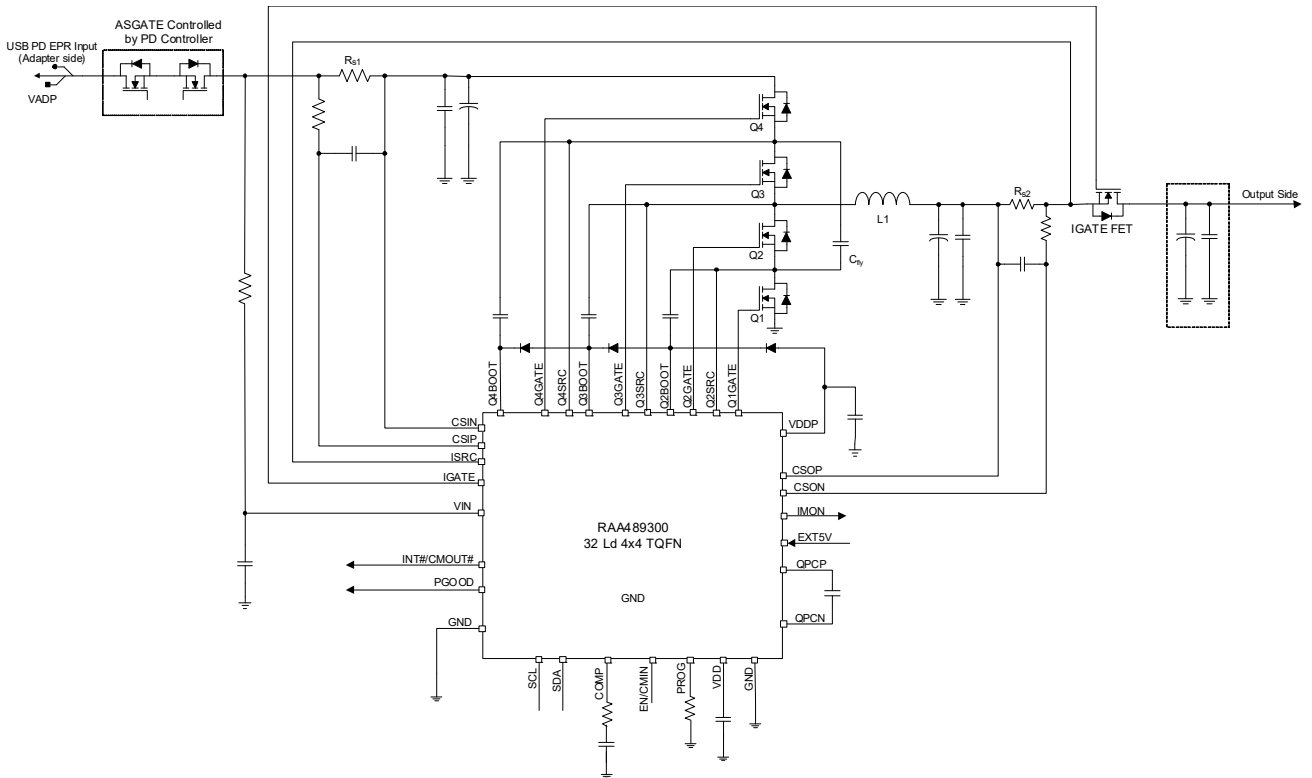 ASGATE Controlled
by PD Controller
USB PD EPR Input
(Adapter side)
VADP
Rs1
Q4
Q3
Q2
Q1
Cfly
L1
Rs2
IGATE FET
Output Side
Q4BOOT
Q4GATE
Q4SRC
Q3BOOT
Q3GATE
Q3SRC
Q2BOOT
Q2GATE
Q2SRC
Q1GATE
CSIN
CSIP
ISRC
IGATE
VIN
INT#/CMOUT#
PGOOD
GND
VDDP
CSOP
CSON
IMON
EXT5V
QPCP
QPCN
RAA489300
32 Ld 4x4 TQFN
GND
SCL
SDA
COMP
EN/CMIN
PROG
VDD
GND